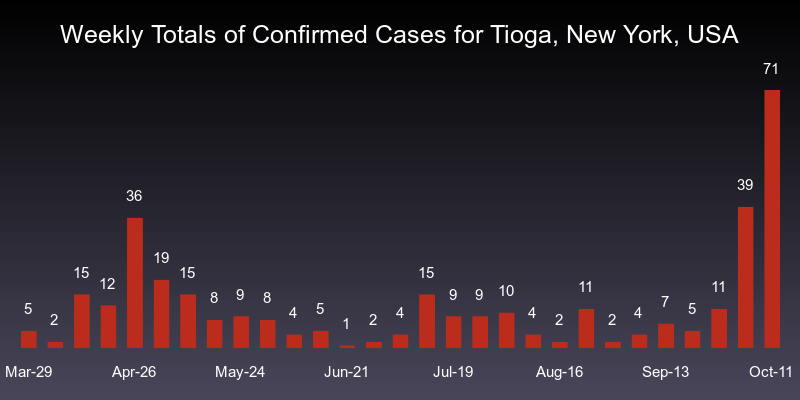 Weekly Totals of Confirmed Cases for Tioga, New York, USA
5 2 15 12 36 19 15 8 9 8 4 5 1 2 4 15 9 9 10 4 2 11 2 4 7 5 11 39 71
Mar-29 Apr-26 May-24 Jun-21 Jul-19 Aug-16 Sep-13 Oct-11